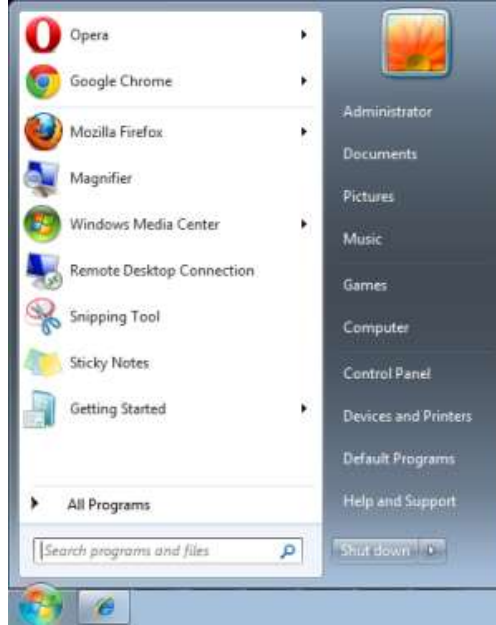 Opera
Google Chrome
Mozilla Firefox
Magnifier
Windows Media Center
Remote Desktop Connection
Snipping Tool
Sticky Notes
Getting Started
All Programs
Search programs and files
Administrator
Documents
Pictures
Music
Games
Computer
Control Panel
Devices and Printers
Default Programs
Help and Support
Shut down